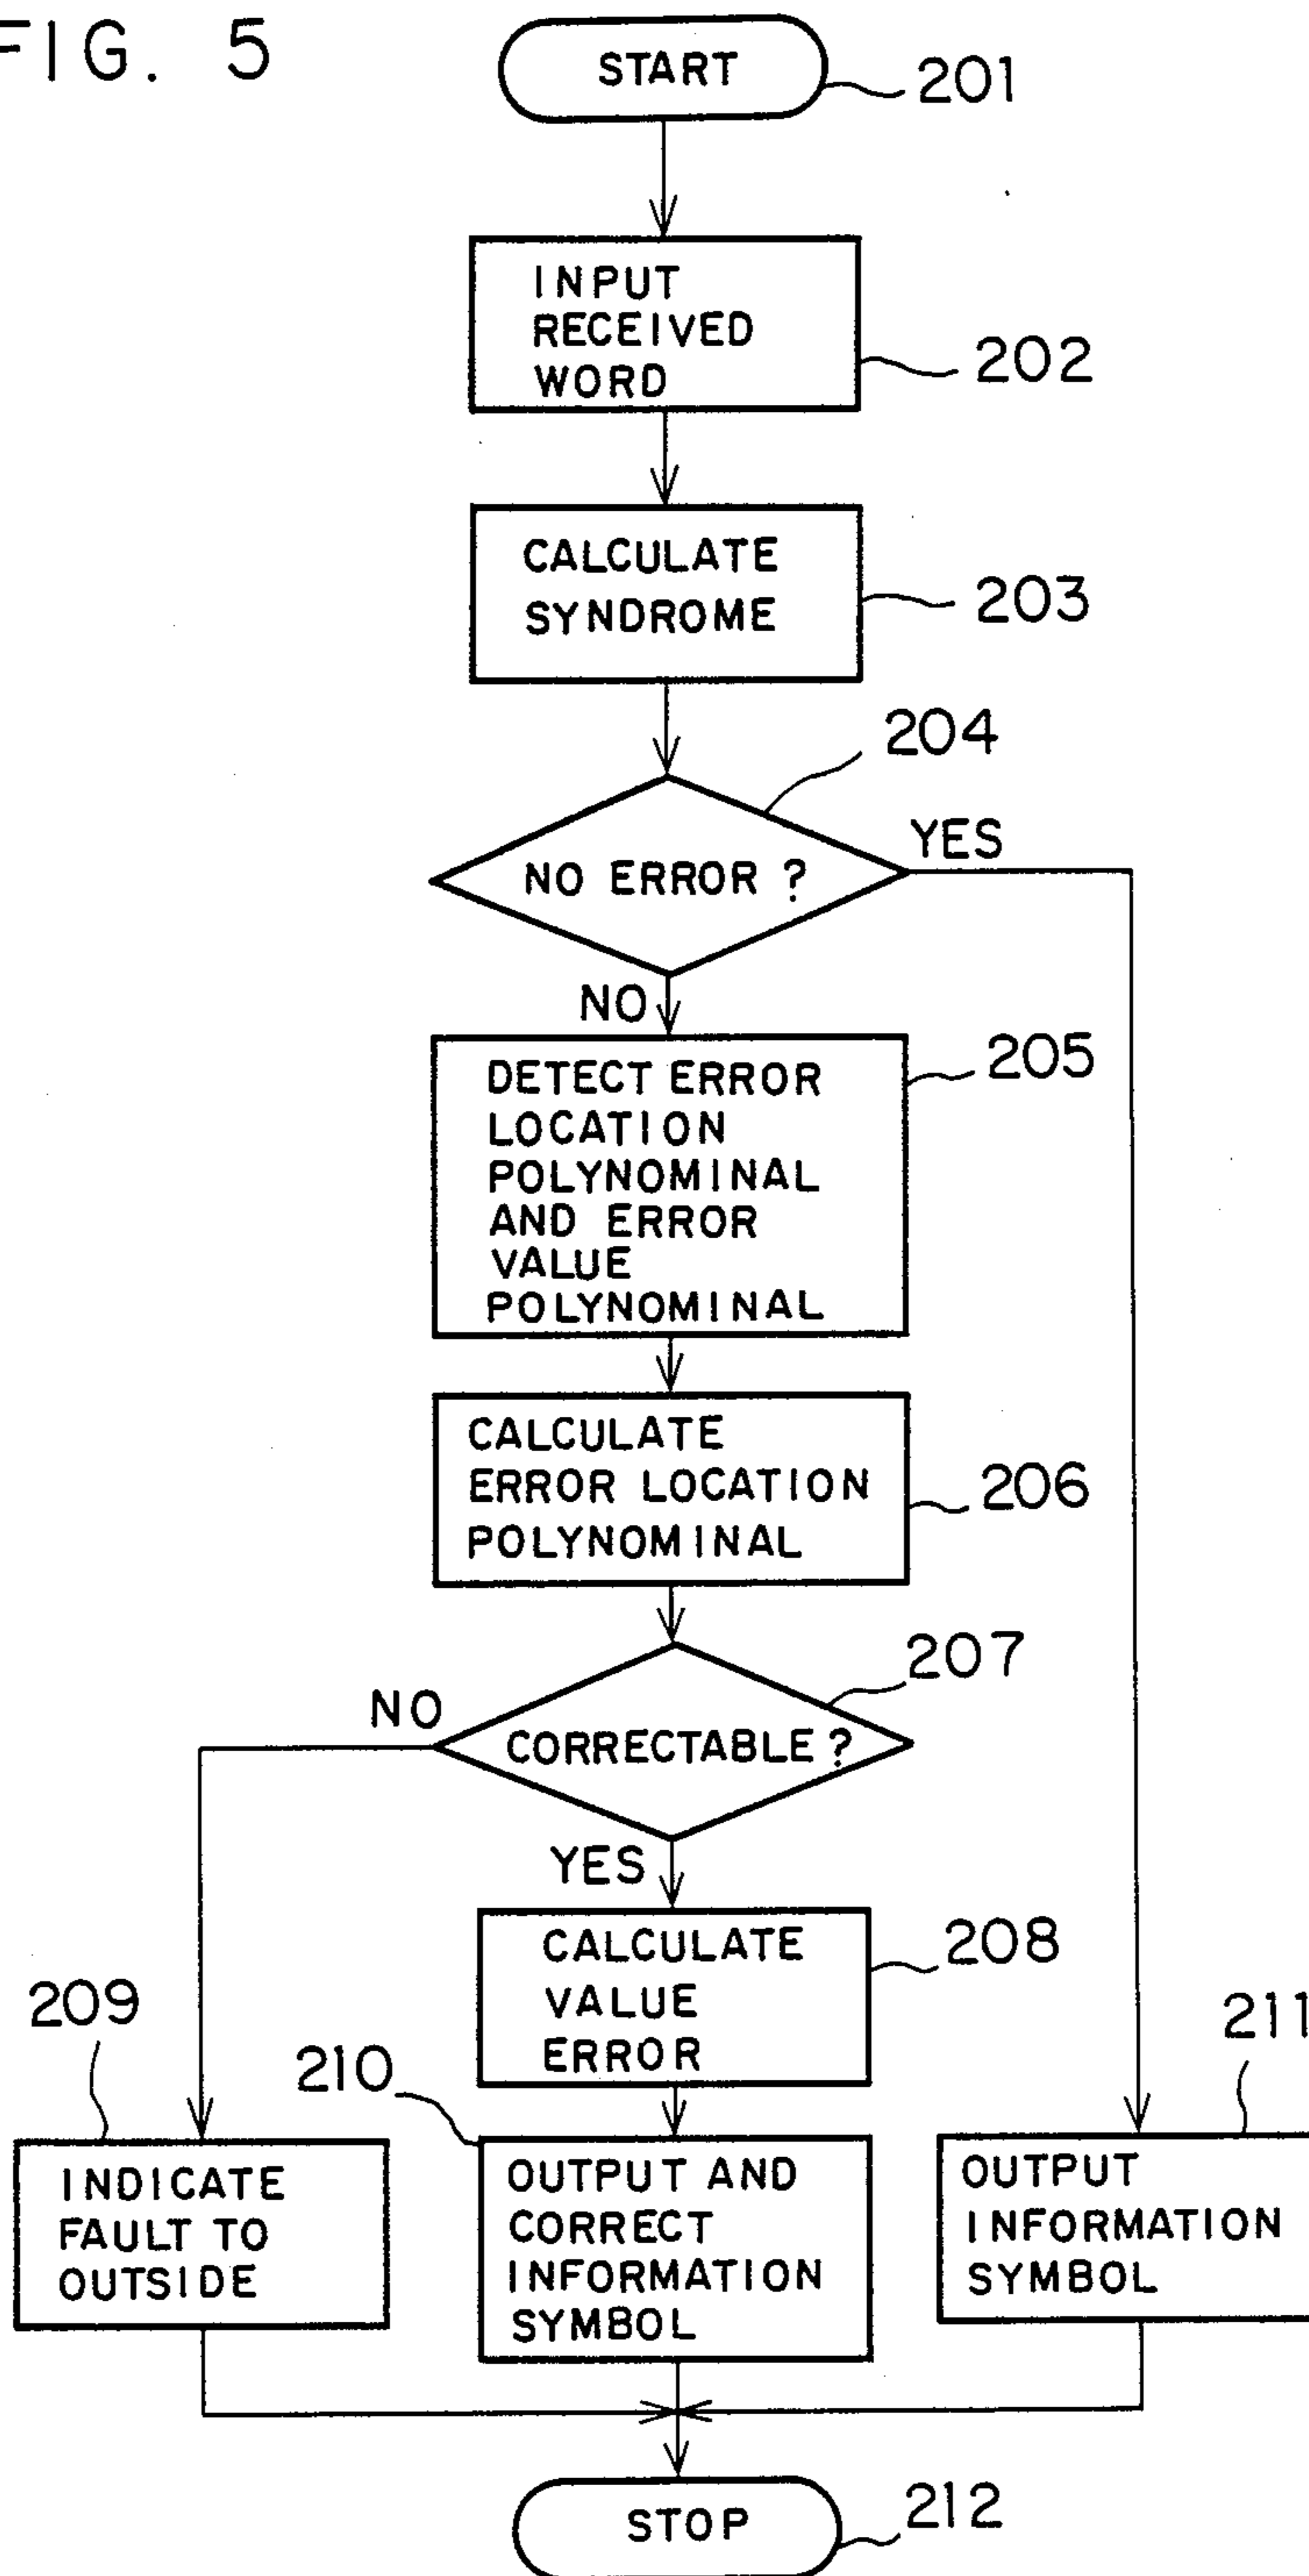 FIG. 5
START
201
INPUT
RECEIVED
WORD
202
CALCULATE
SYNDROME
203
204
NO ERROR ?
YES
NO
DETECT ERROR
LOCATION
POLYNOMINAL
AND ERROR
VALUE
POLYNOMINAL
205
CALCULATE
ERROR LOCATION
POLYNOMINAL
206
207
NO
CORRECTABLE ?
YES
CALCULATE
VALUE
ERROR
208
209
INDICATE
FAULT TO
OUTSIDE
210
OUTPUT AND
CORRECT
INFORMATION
SYMBOL
211
OUTPUT
INFORMATION
SYMBOL
STOP
212